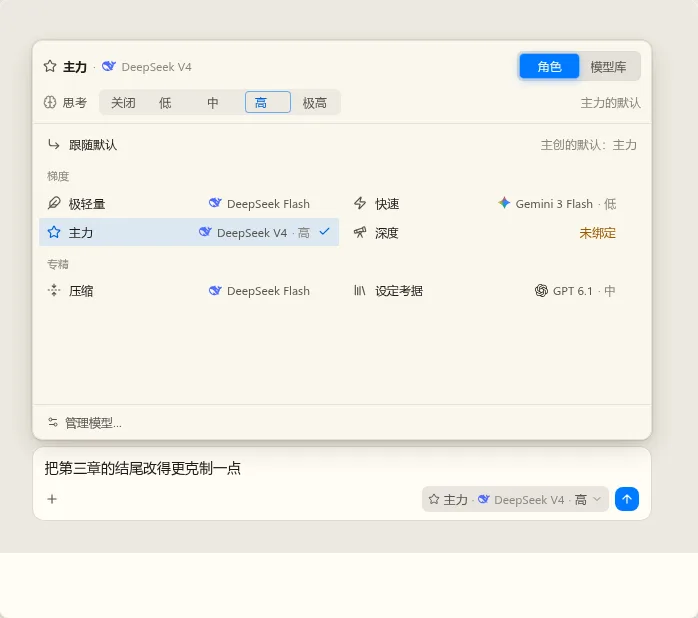 主力 · DeepSeek V4 角色 模型库
思考 关闭 低 中 高 极高 主力的默认
跟随默认 主创的默认：主力
梯度
极轻量 DeepSeek Flash 快速 Gemini 3 Flash · 低
主力 DeepSeek V4 · 高 深度 未绑定
专精
压缩 DeepSeek Flash 设定考据 GPT 6.1 · 中
管理模型...
把第三章的结尾改得更克制一点
主力 · DeepSeek V4 · 高